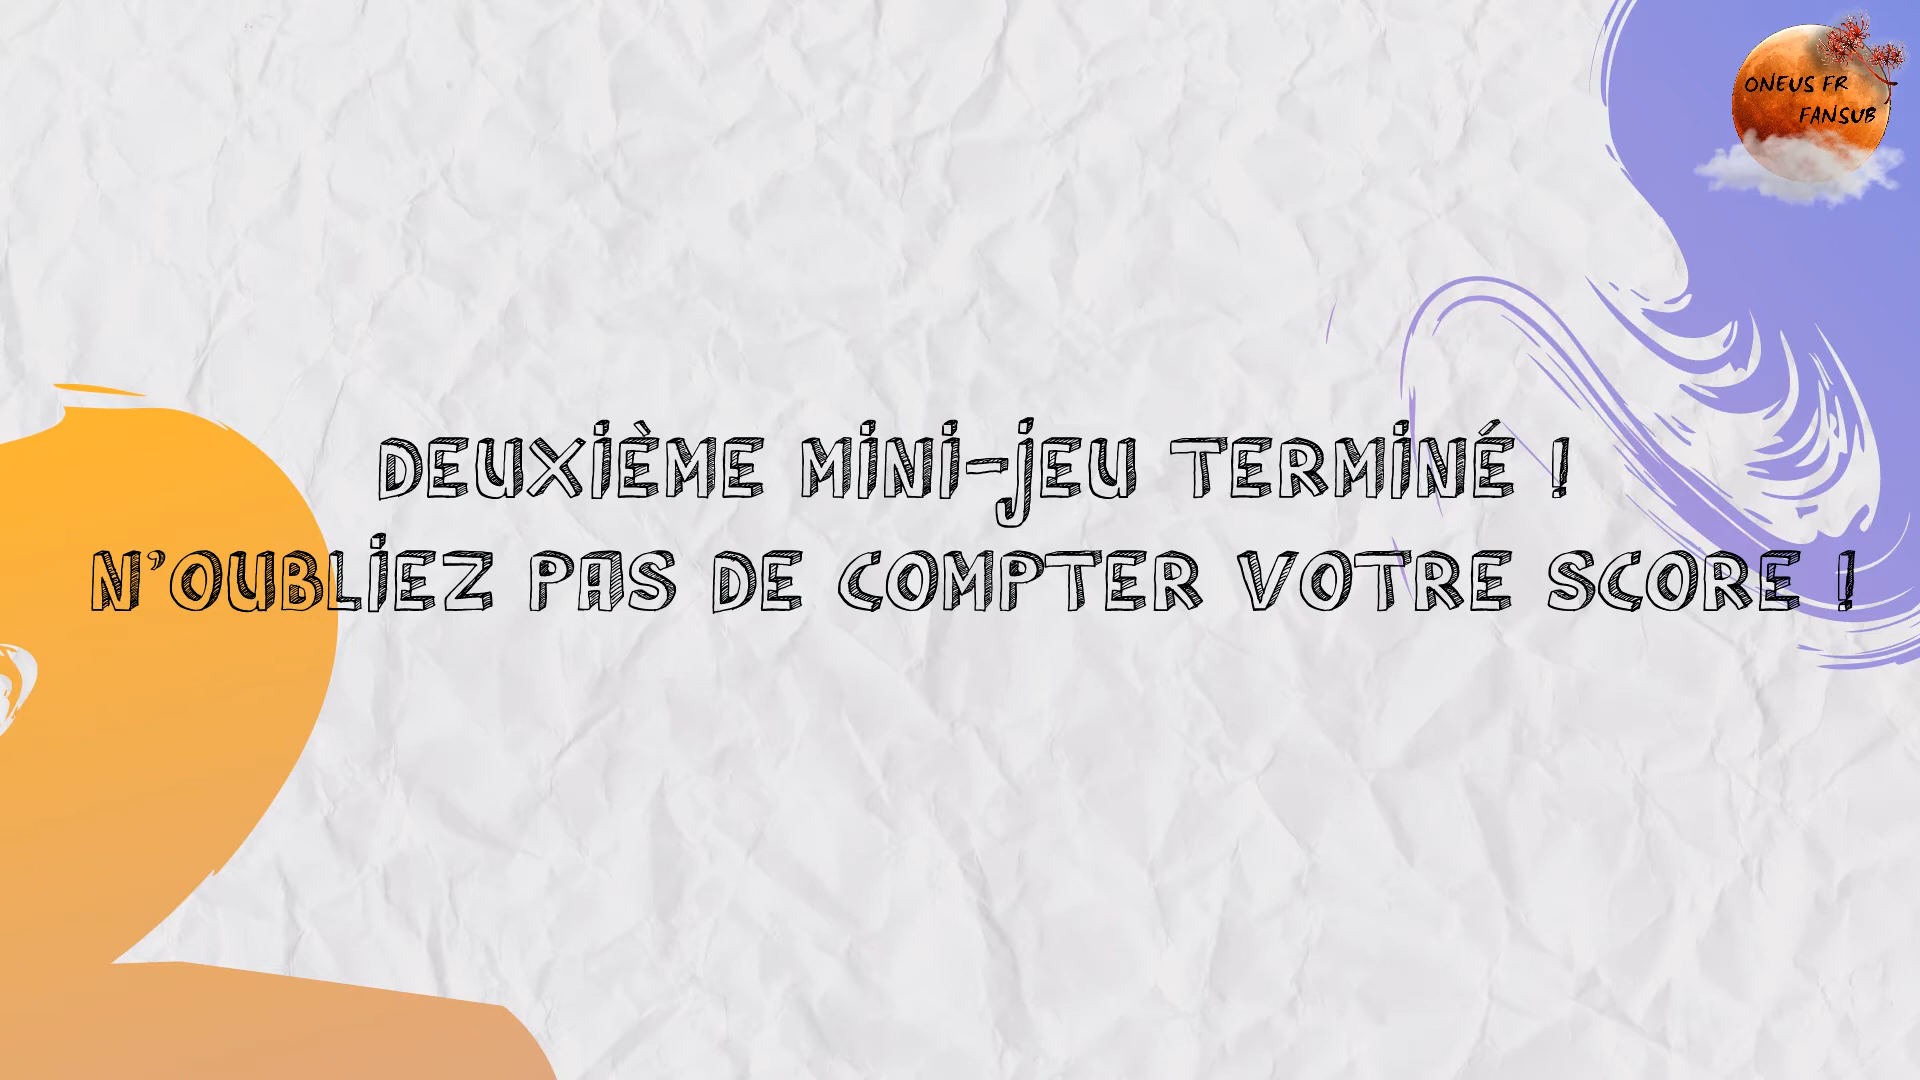 ONEUS FR
FANSUB
DEUXIÈME MINI-JEU TERMINÉ !
N'OUBLIEZ PAS DE COMPTER VOTRE SCORE !